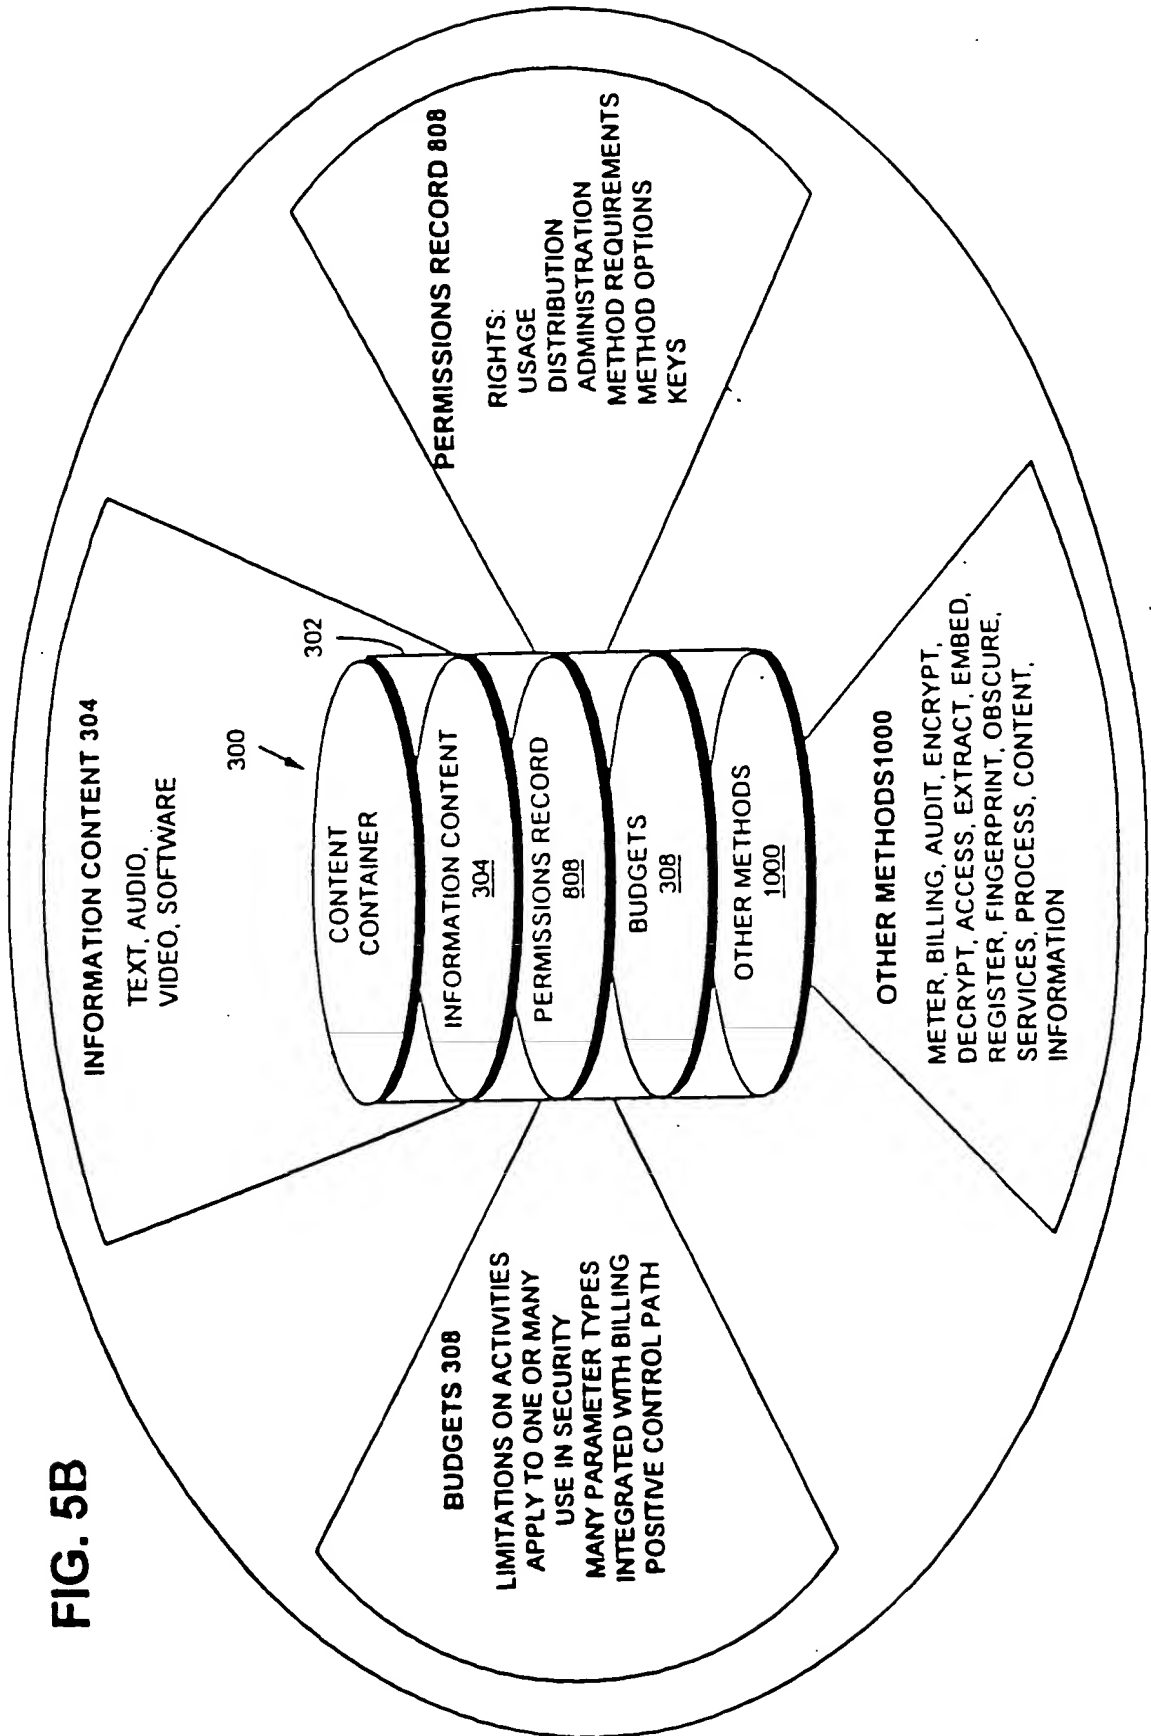 FIG. 5B
INFORMATION CONTENT 304
TEXT, AUDIO,
VIDEO, SOFTWARE
300
302
CONTENT
CONTAINER
INFORMATION CONTENT
304
PERMISSIONS RECORD
808
BUDGETS
308
OTHER METHODS
1000
BUDGETS 308
LIMITATIONS ON ACTIVITIES
APPLY TO ONE OR MANY
USE IN SECURITY
MANY PARAMETER TYPES
INTEGRATED WITH BILLING
POSITIVE CONTROL PATH
PERMISSIONS RECORD 808
RIGHTS:
USAGE
DISTRIBUTION
ADMINISTRATION
METHOD REQUIREMENTS
METHOD OPTIONS
KEYS
OTHER METHODS1000
METER, BILLING, AUDIT, ENCRYPT,
DECRYPT, ACCESS, EXTRACT, EMBED,
REGISTER, FINGERPRINT, OBSCURE,
SERVICES, PROCESS, CONTENT,
INFORMATION